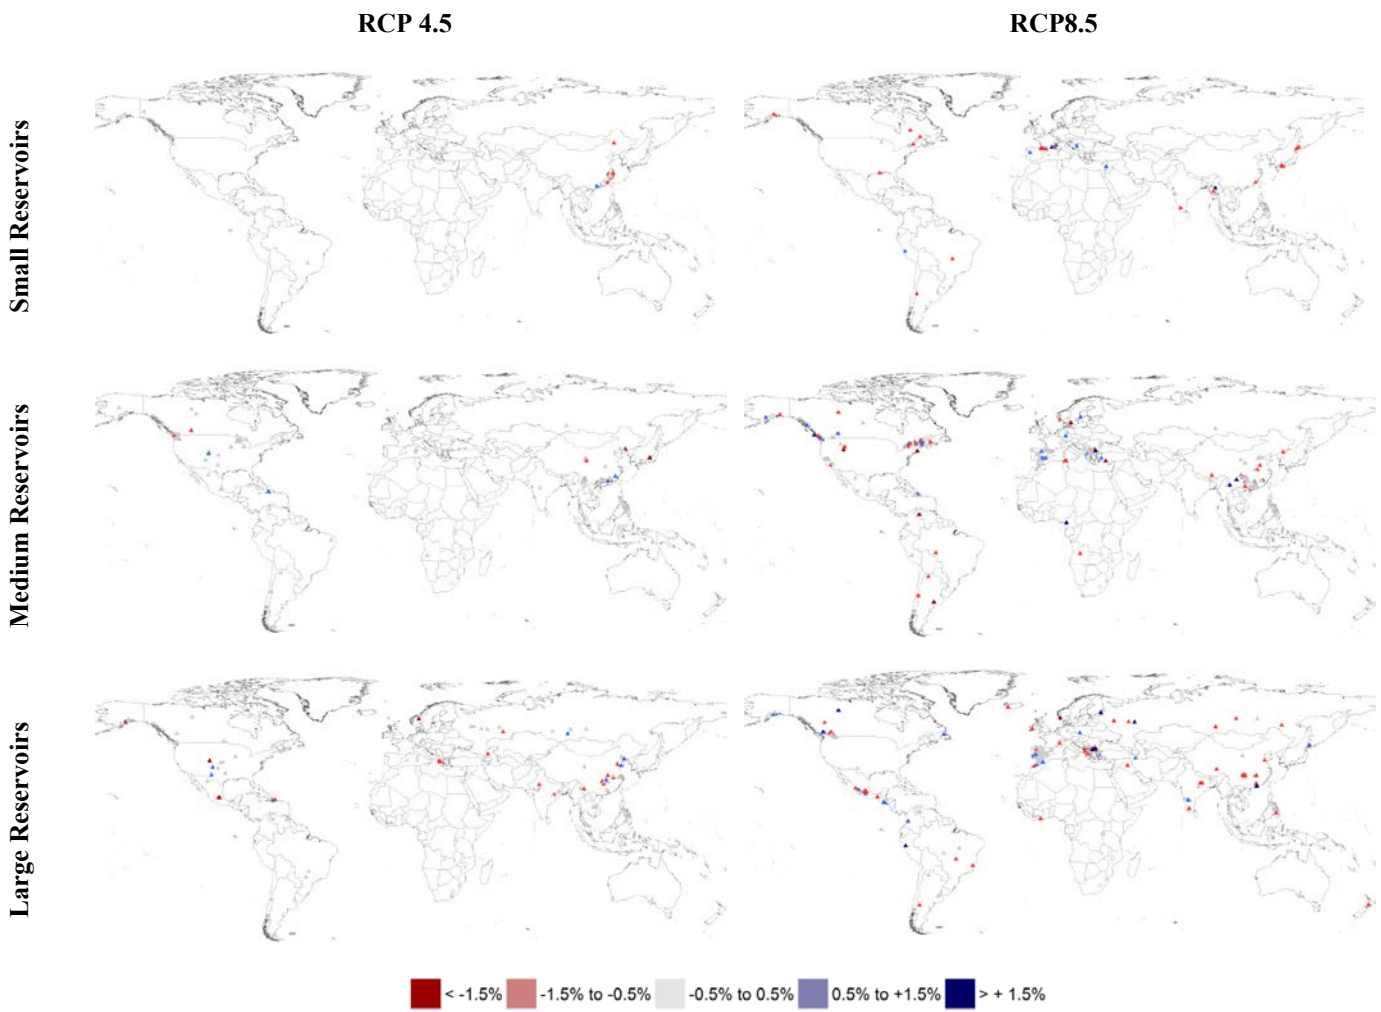 RCP 4.5
RCP8.5
Small Reservoirs
Medium Reservoirs
Large Reservoirs
< -1.5%
-1.5% to -0.5%
-0.5% to 0.5%
0.5% to +1.5%
> + 1.5%